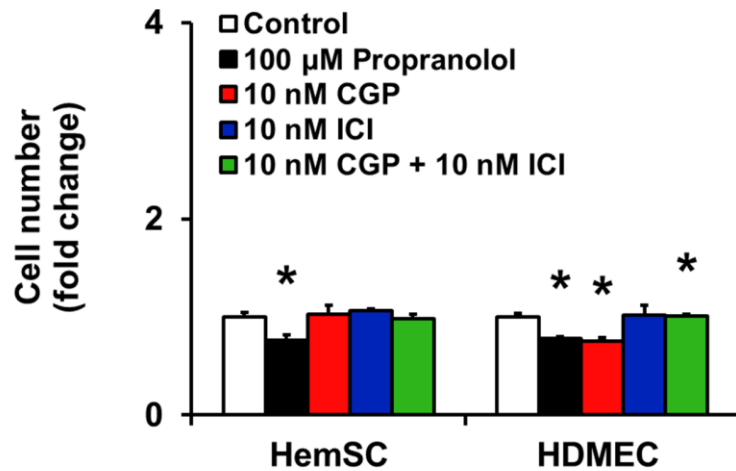 4
Control
100 µM Propranolol
10 nM CGP
10 nM ICI
10 nM CGP + 10 nM ICI
Cell number
(fold change)
2
*
* *
*
0
HemSC
HDMEC